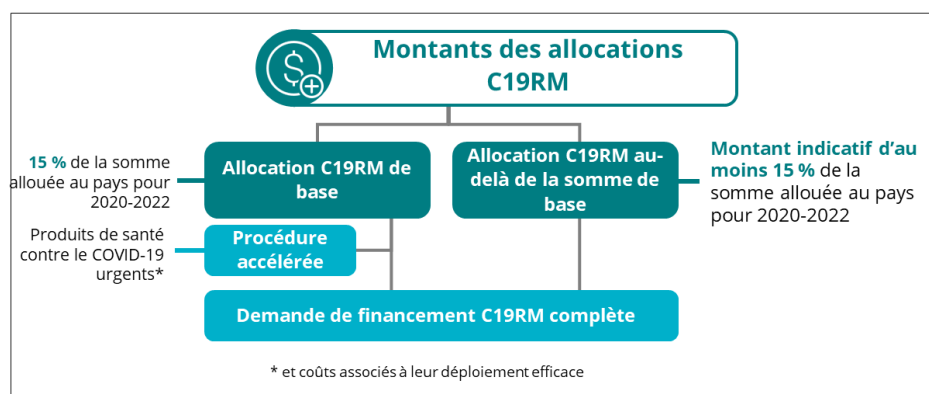 Montants des allocations
C19RM
15 % de la somme
allouée au pays pour
2020-2022
Allocation C19RM de
base
Allocation C19RM au-
delà de la somme de
base
Montant indicatif d’au
moins 15 % de la
somme allouée au pays
pour 2020-2022
Produits de santé
contre le COVID-19
urgents*
Procédure
accélérée
Demande de financement C19RM complète
* et coûts associés à leur déploiement efficace